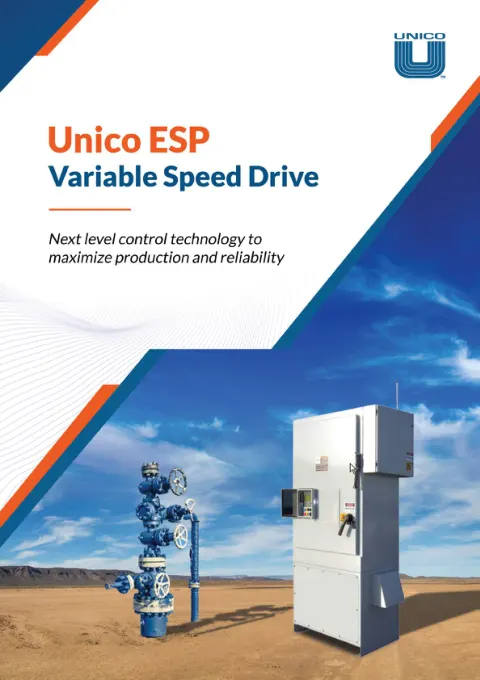 UNICO
Unico ESP
Variable Speed Drive
Next level control technology to
maximize production and reliability